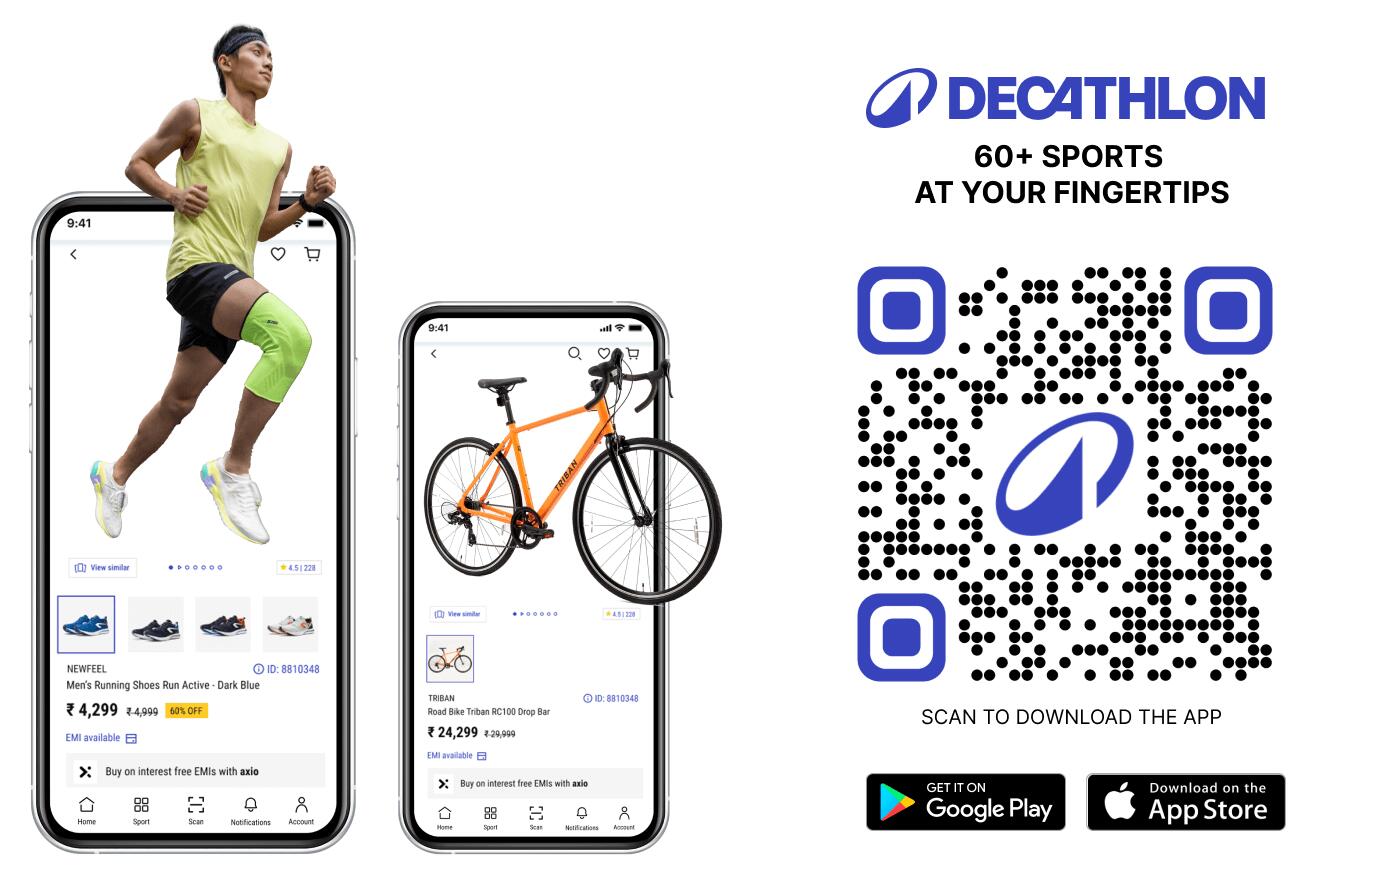 9:41
View similar
4.5 | 228
NEWFEEL
ID: 8810348
Men's Running Shoes Run Active - Dark Blue
₹ 4,299 ₹ 4,999 60% OFF
EMI available
Buy on interest free EMIs with axio
Home Sport Scan Notifications Account
9:41
TRIBAN
View similar
4.5 | 228
TRIBAN
ID: 8810348
Road Bike Triban RC100 Drop Bar
₹ 24,299 ₹ 29,999
EMI available
Buy on interest free EMIs with axio
Home Sport Scan Notifications Account
DECATHLON
60+ SPORTS
AT YOUR FINGERTIPS
SCAN TO DOWNLOAD THE APP
GET IT ON
Google Play
Download on the
App Store